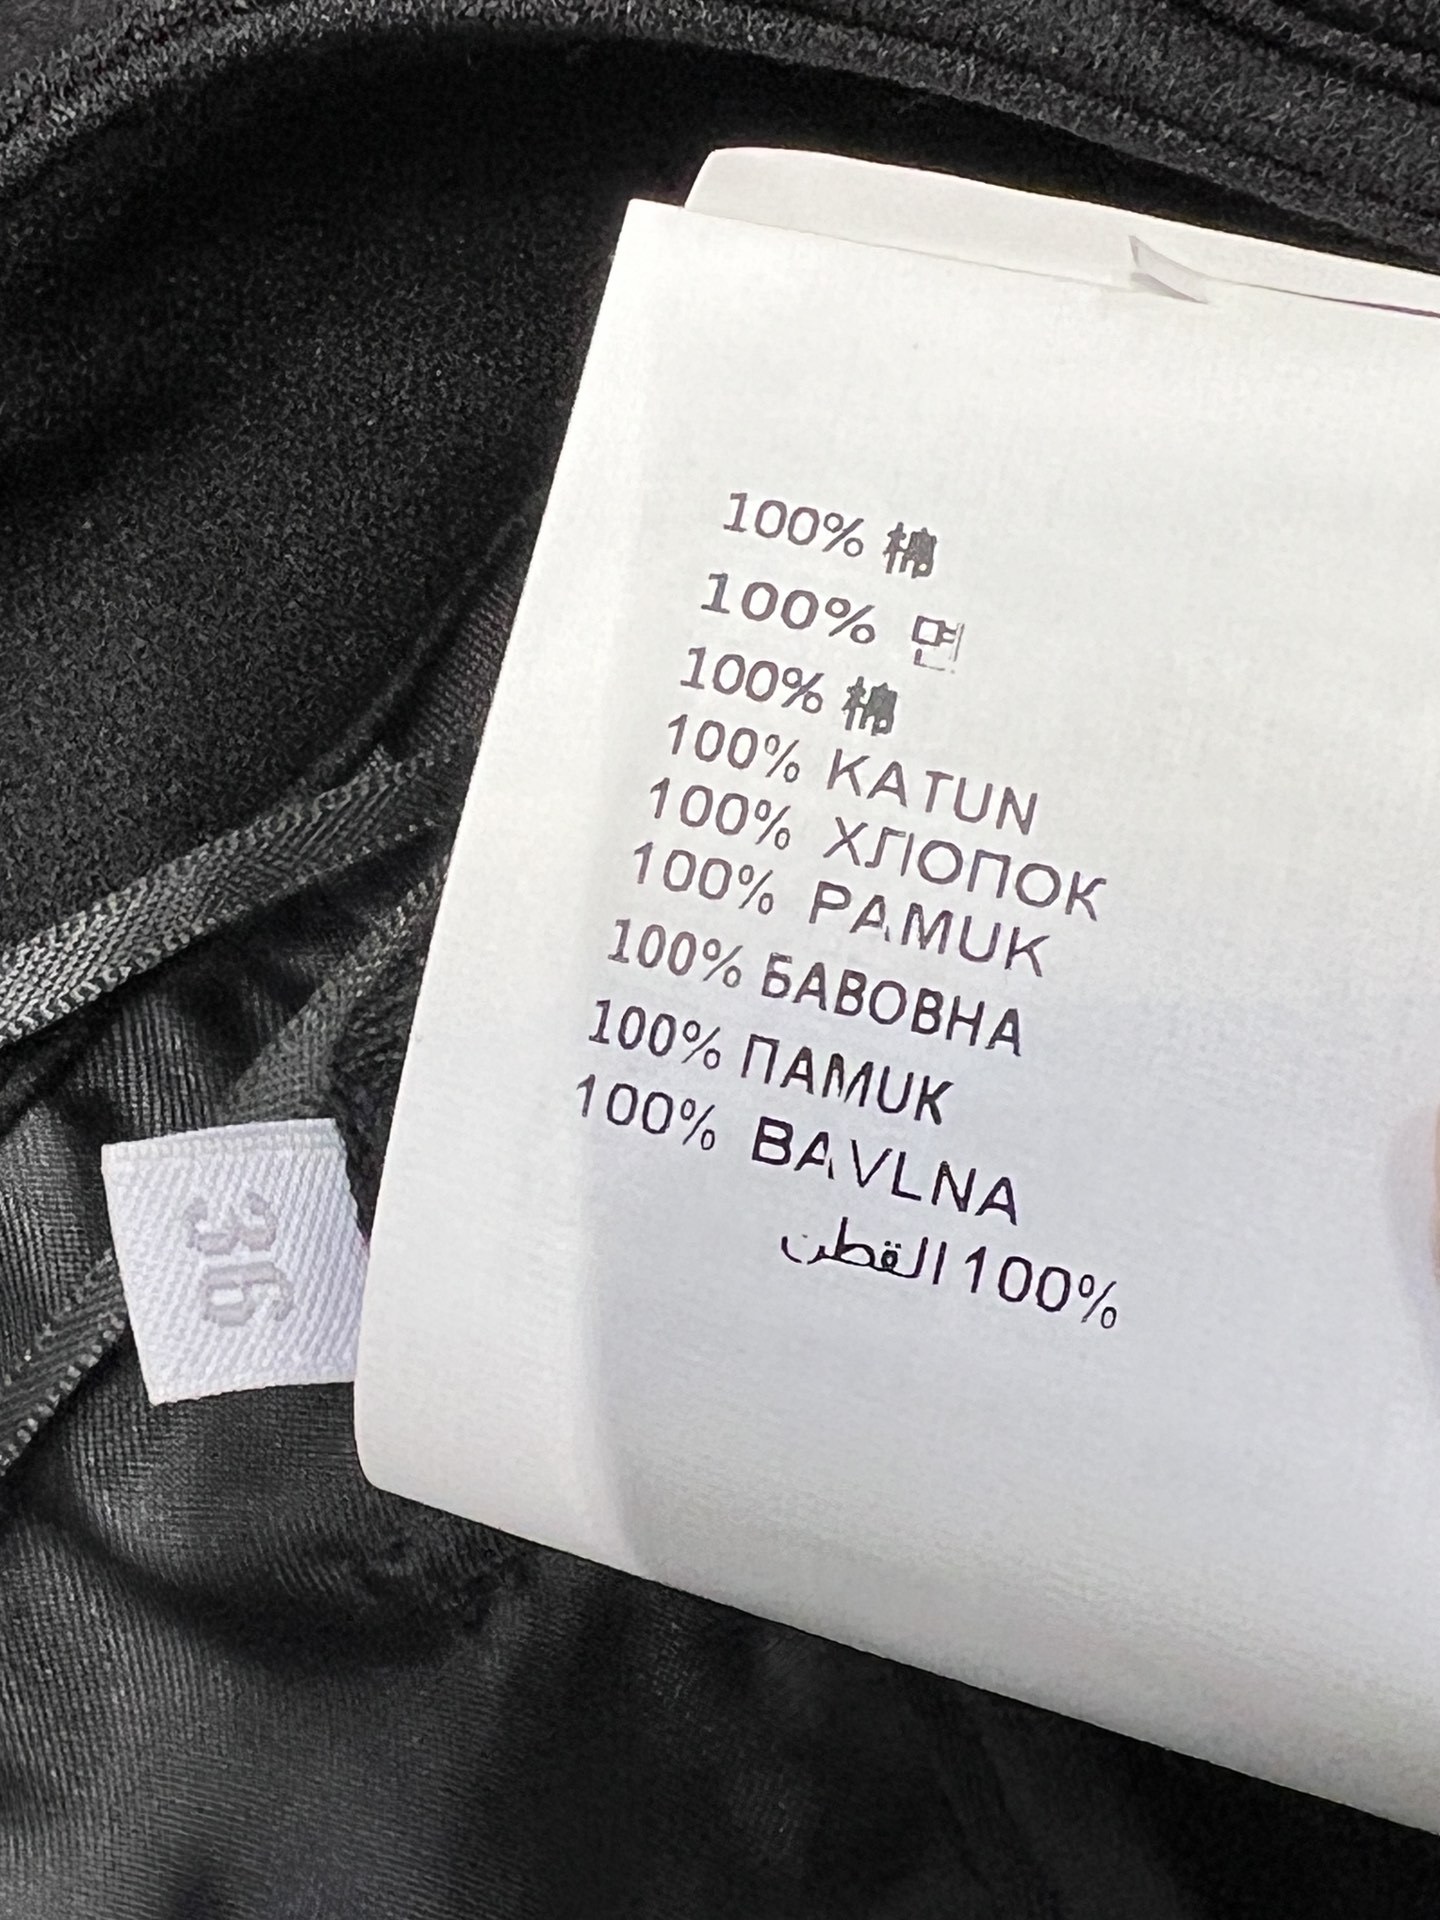 100% 棉
100% 면
100% 棉
100% KATUN
100% ХЛОПОК
100% PAMUK
100% БАВОВНА
100% ПАМUК
100% BAVLNA
100% القطن
36